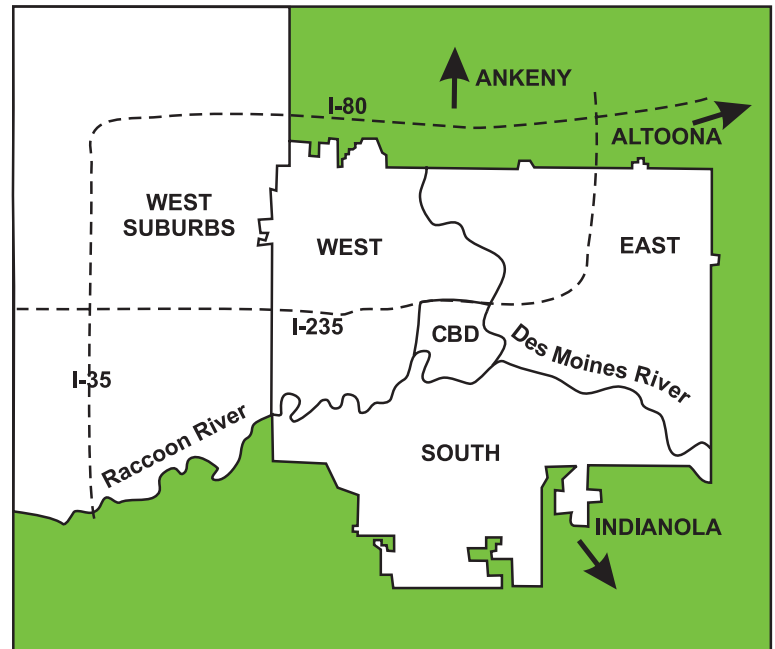 ANKENY
I-80
ALTOONA
WEST
SUBURBS
WEST
EAST
I-235
CBD
Des Moines River
I-35
Raccoon River
SOUTH
INDIANOLA